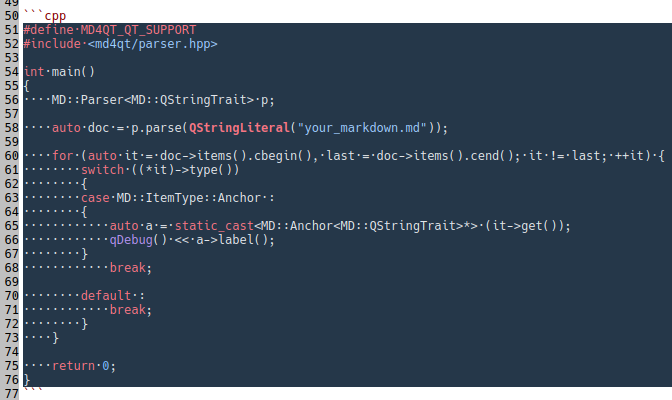 49
50 ```cpp
51 #define·MD4QT_QT_SUPPORT
52 #include·<md4qt/parser.hpp>
53
54 int·main()
55 {
56 ····MD::Parser<MD::QStringTrait>·p;
57
58 ····auto·doc·=·p.parse(QStringLiteral("your_markdown.md"));
59
60 ····for·(auto·it·=·doc->items().cbegin(),·last·=·doc->items().cend();·it·!=·last;·++it)·{
61 ········switch·((*it)->type())
62 ········{
63 ········case·MD::ItemType::Anchor·:
64 ········{
65 ············auto·a·=·static_cast<MD::Anchor<MD::QStringTrait>*>·(it->get());
66 ············qDebug()·<<·a->label();
67 ········}
68 ············break;
69
70 ········default·:
71 ············break;
72 ········}
73 ····}
74
75 ····return·0;
76 }
77 ```